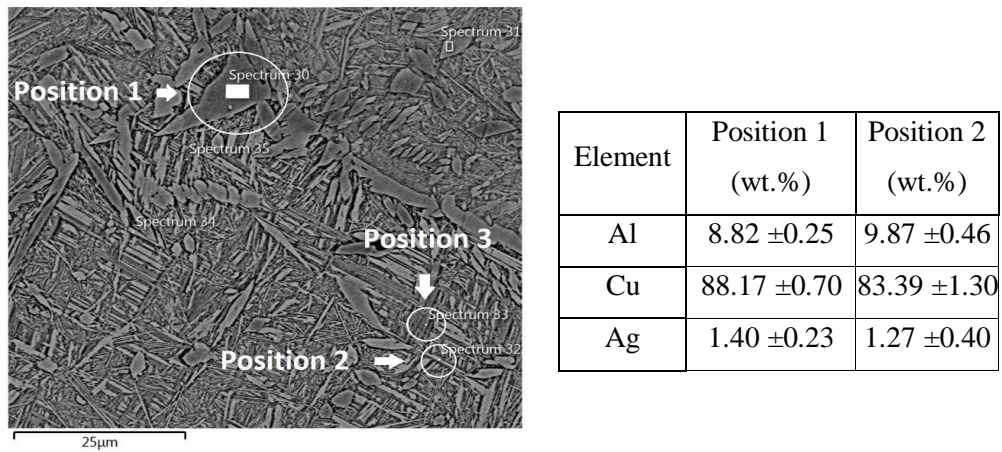 Spectrum 31
Spectrum 30
Position 1
Spectrum 35
Spectrum 34
Position 3
Spectrum 33
Spectrum 32
Position 2
25µm
Element Position 1 (wt.%) Position 2 (wt.%)
Al 8.82 ±0.25 9.87 ±0.46
Cu 88.17 ±0.70 83.39 ±1.30
Ag 1.40 ±0.23 1.27 ±0.40